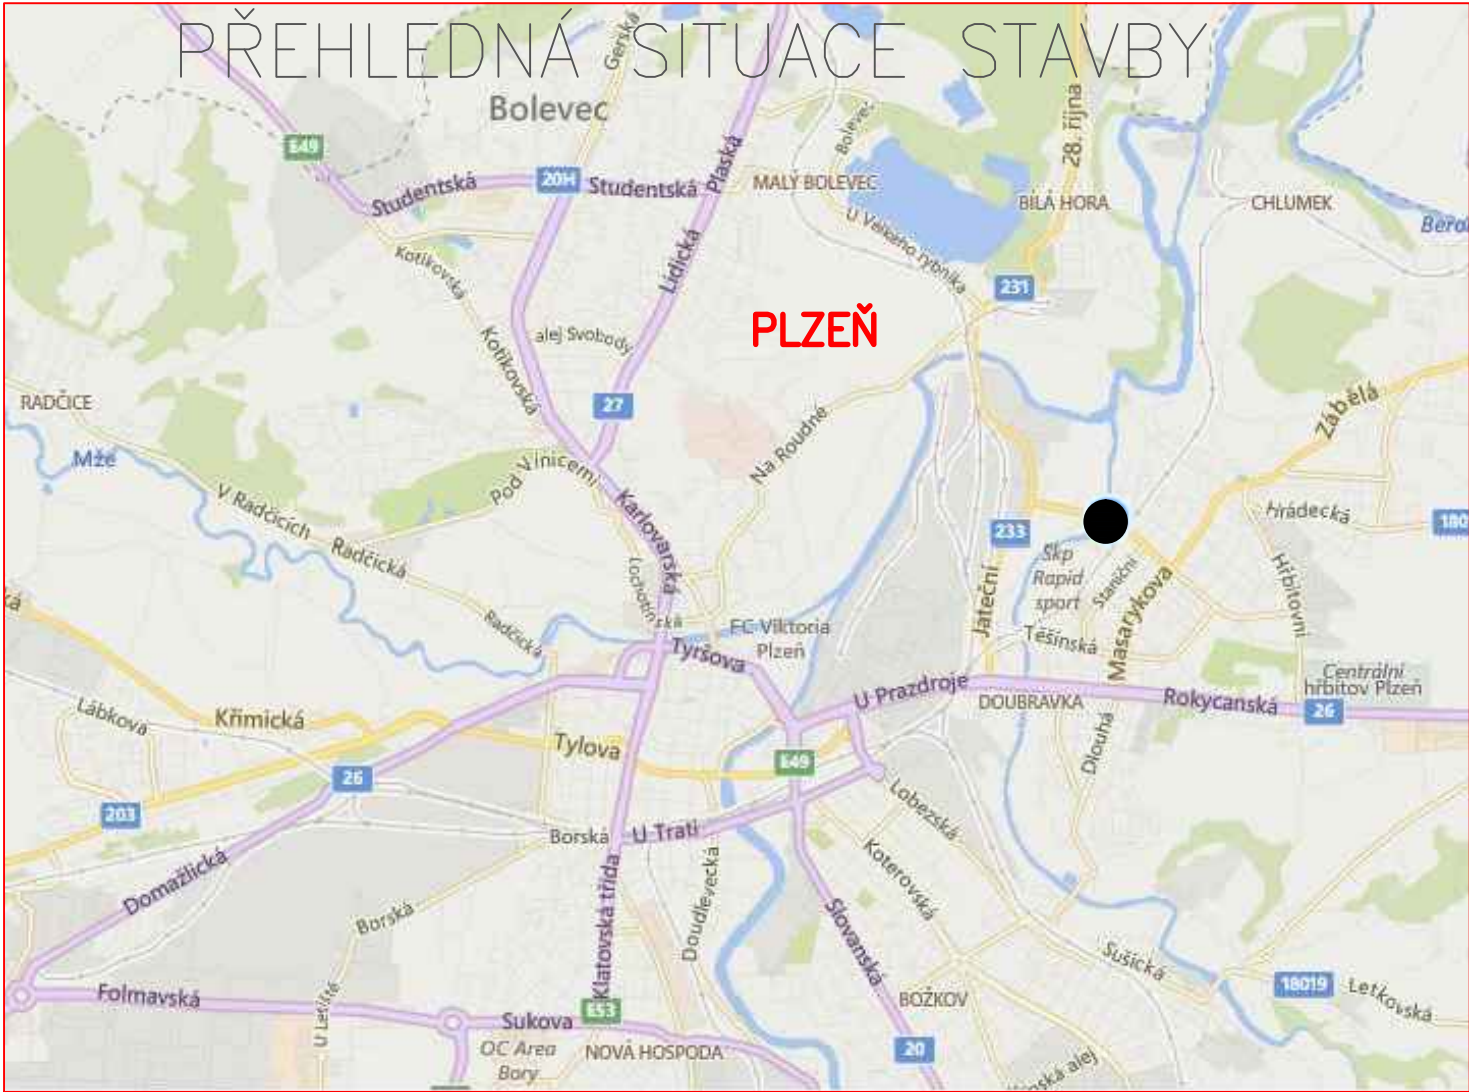 PŘEHLEDNÁ SITUACE STAVBY
Gerská
Bolevec
28. října
Bolevec
E49
Plaská
Studentská
20H
Studentská
MALÝ BOLEVEC
BÍLÁ HORA
CHLUMEK
U Velkého rybníka
Kotíkovská
Lidická
231
PLZEŇ
alej Svobody
Kotíkovská
27
RADČICE
Zábělá
Na Roudné
Mže
Pod Vinicemi
V Radčicích
Karlovarská
Hrádecká
180
233
Radčická
Škp
Rapid
sport
Staniční
Hřbitovní
Lochotínská
Jateční
Masarykova
Radčická
FC Viktoria
Plzeň
Těšínská
Tyršova
Centrální
hřbitov Plzeň
U Prazdroje
DOUBRAVKA
Rokycanská
26
Lábkova
Křimická
Dlouhá
Tylova
E49
26
Lobezská
203
Borská
U Trati
Koterovská
Domažlická
Klatovská třída
Doudlevecká
Borská
Slovanská
Sušická
18019
Letkovská
Folmavská
U Letiště
BOŽKOV
E53
Sukova
OC Area
Bory
NOVÁ HOSPODA
20